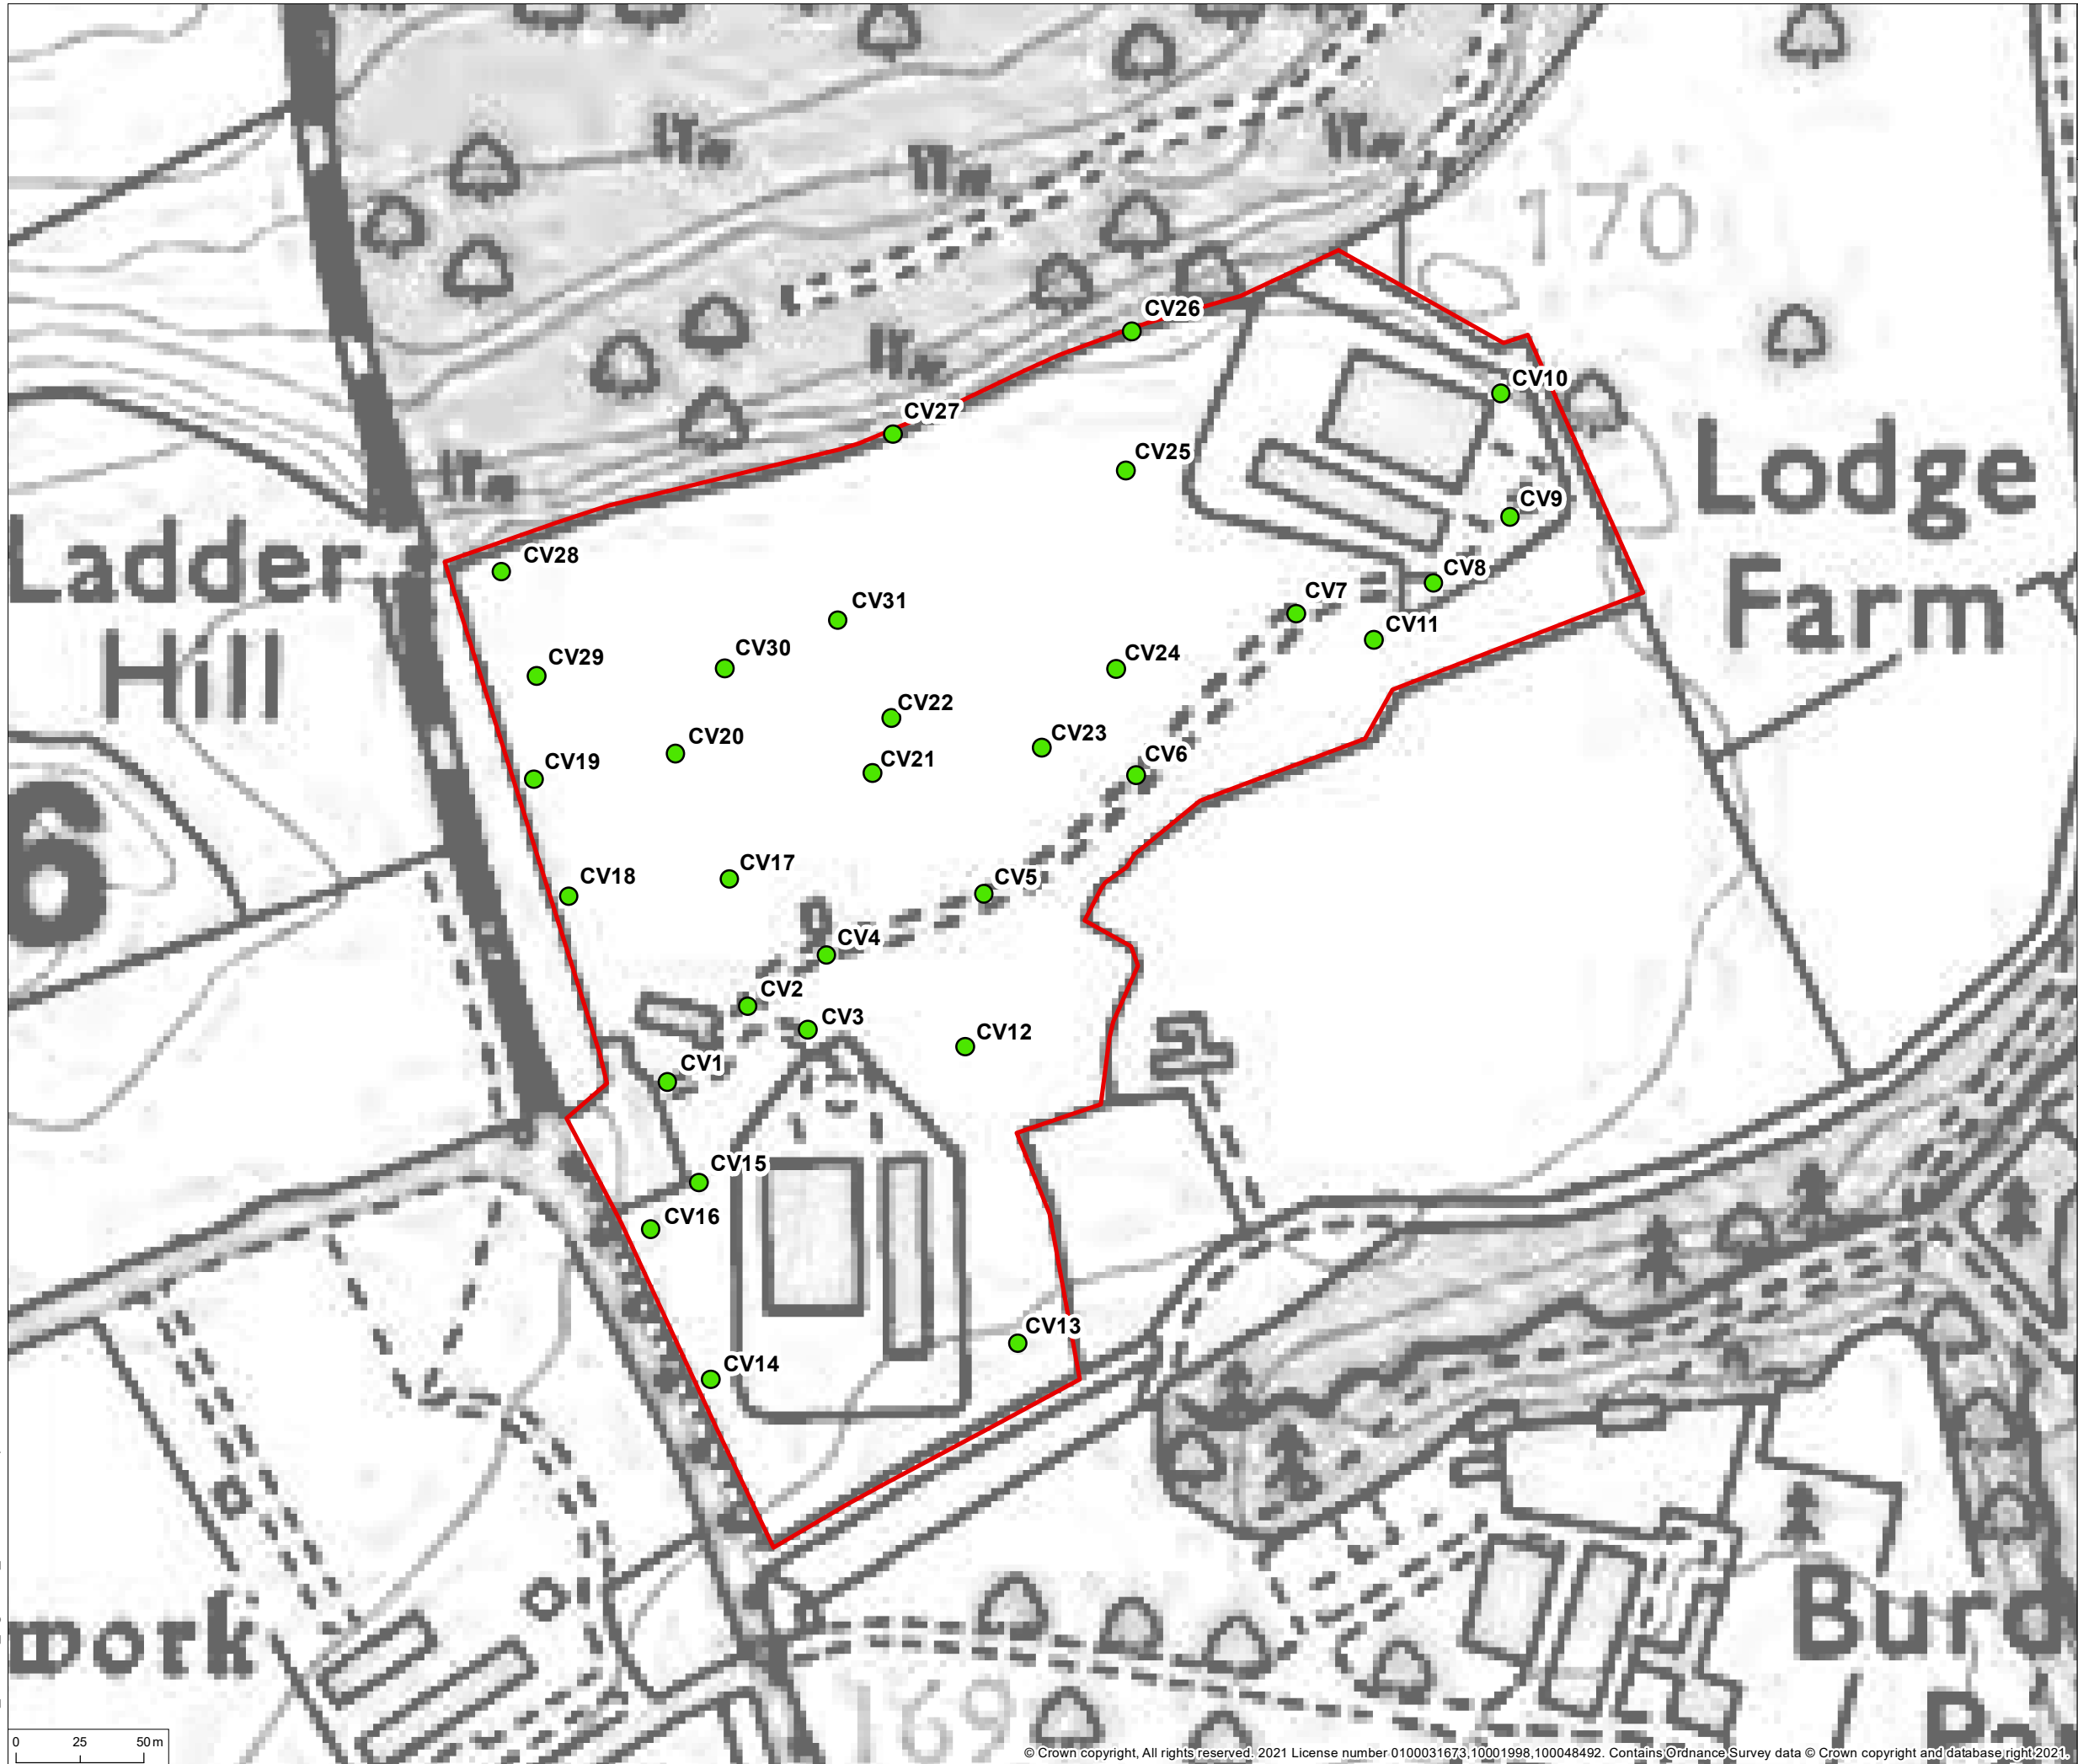 170
CV26
CV10
CV27
Lodge
Farm
CV25
CV9
Ladder
Hill
CV28
CV8
CV7
CV31
CV11
CV30
CV24
CV29
CV22
CV23
CV20
CV6
CV19
CV21
6
CV5
CV17
CV18
CV4
CV2
CV3
CV12
CV1
CV15
CV16
CV13
CV14
work
Burd
169
Pa
0 25 50 m
© Crown copyright, All rights reserved. 2021 License number 0100031673,10001998,100048492. Contains Ordnance Survey data © Crown copyright and database right 2021.